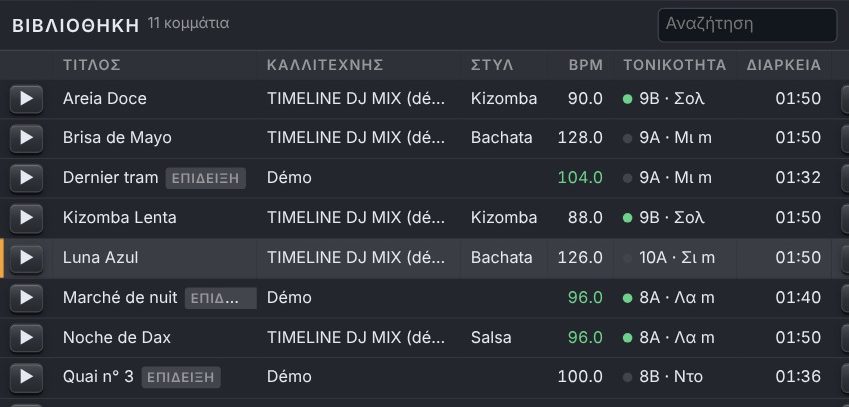 ΒΙΒΛΙΟΘΗΚΗ 11 κομμάτια Αναζήτηση
ΤΙΤΛΟΣ ΚΑΛΛΙΤΕΧΝΗΣ ΣΤΥΛ BPM ΤΟΝΙΚΟΤΗΤΑ ΔΙΑΡΚΕΙΑ
Areia Doce TIMELINE DJ MIX (dé... Kizomba 90.0 9B · Σολ 01:50
Brisa de Mayo TIMELINE DJ MIX (dé... Bachata 128.0 9A · Μι m 01:50
Dernier tram ΕΠΙΔΕΙΞΗ Démo 104.0 9A · Μι m 01:32
Kizomba Lenta TIMELINE DJ MIX (dé... Kizomba 88.0 9B · Σολ 01:50
Luna Azul TIMELINE DJ MIX (dé... Bachata 126.0 10A · Σι m 01:50
Marché de nuit ΕΠΙΔ... Démo 96.0 8A · Λα m 01:40
Noche de Dax TIMELINE DJ MIX (dé... Salsa 96.0 8A · Λα m 01:50
Quai n° 3 ΕΠΙΔΕΙΞΗ Démo 100.0 8B · Ντο 01:36